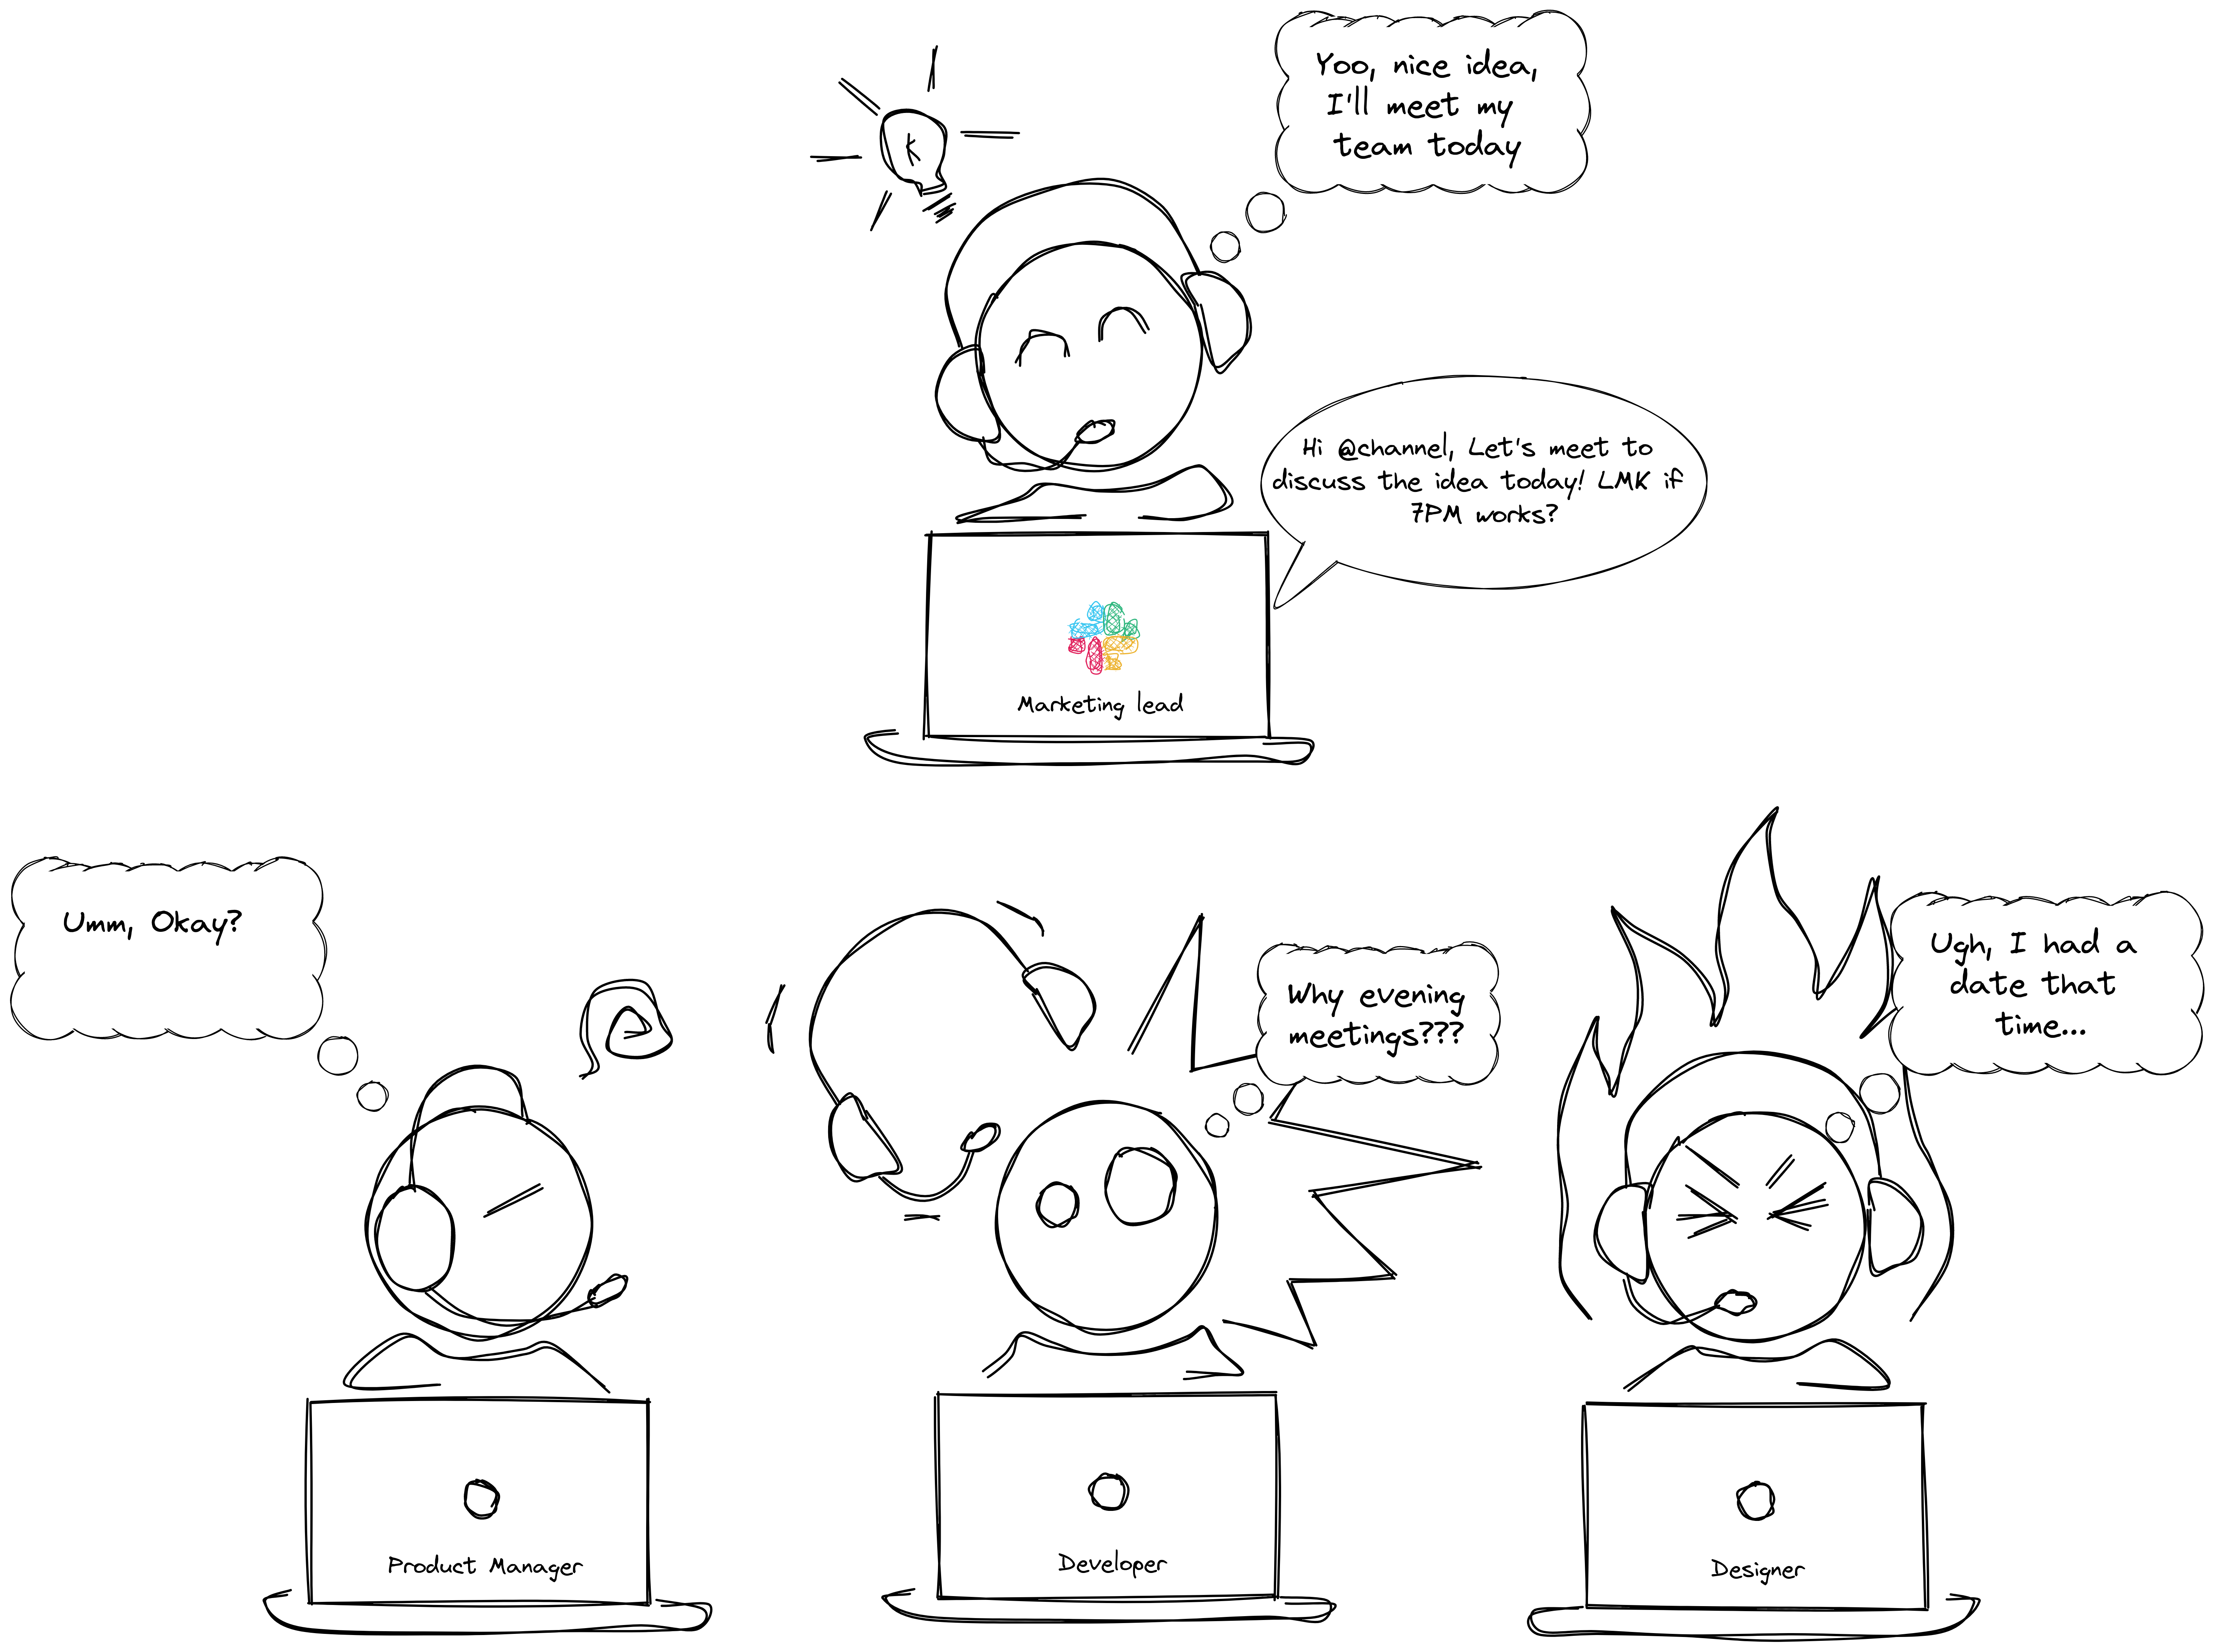 Yoo, nice idea,
I'll meet my
team today
Hi @channel, Let's meet to
discuss the idea today! LMK if
7PM works?
Marketing lead
Umm, Okay?
Why evening
meetings???
Ugh, I had a
date that
time...
Product Manager
Developer
Designer